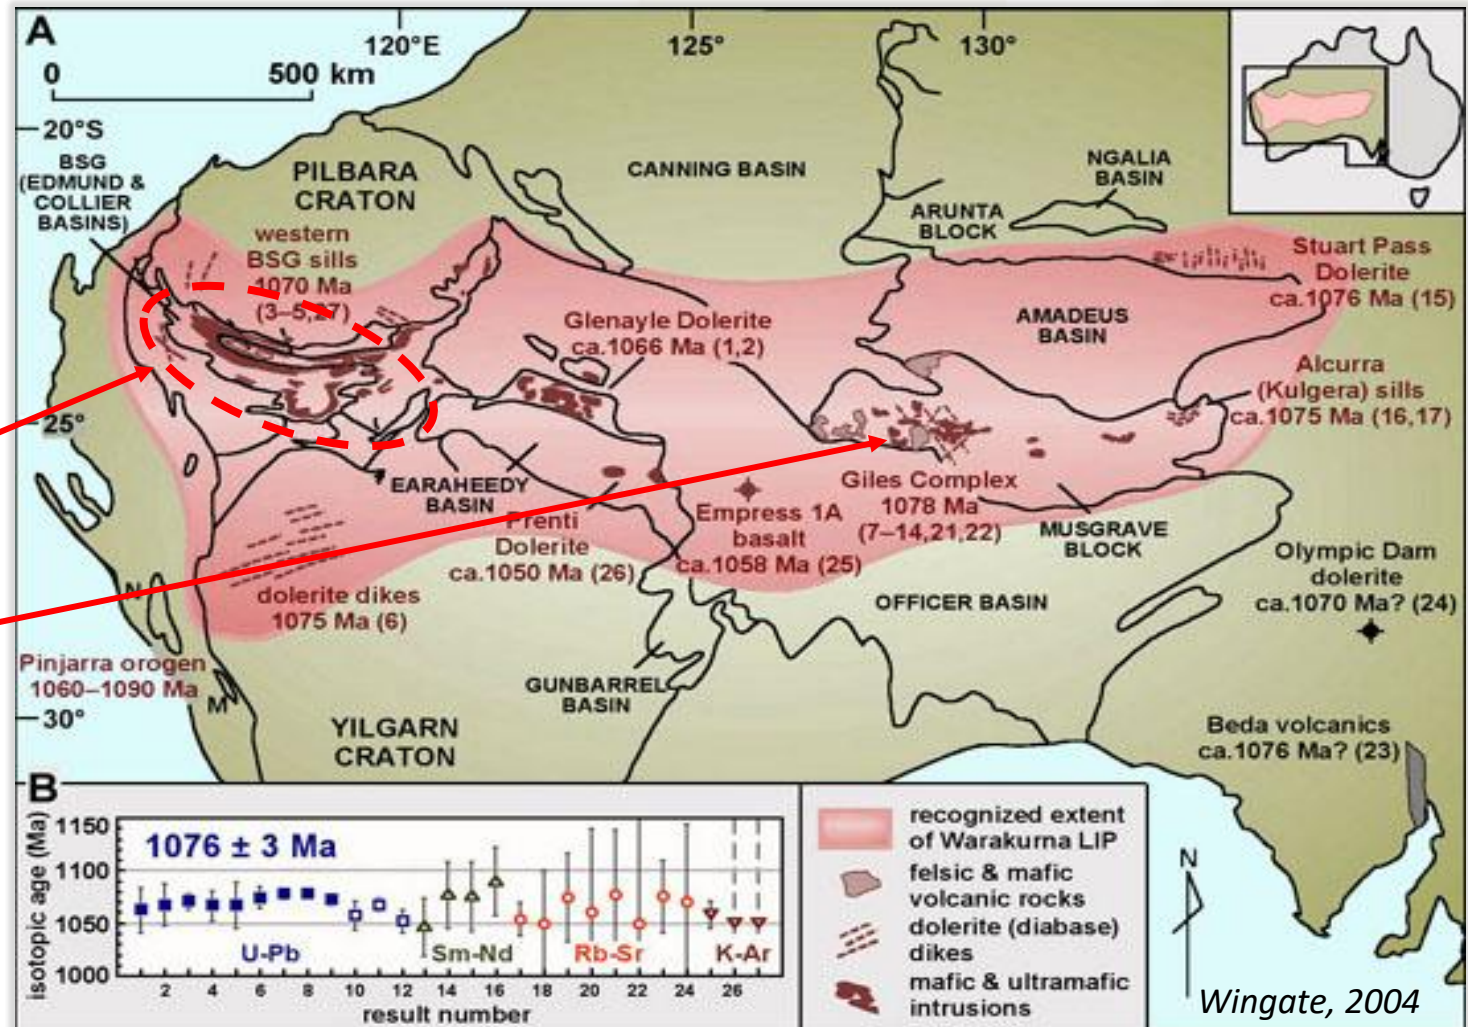 A
120°E
125°
130°
0
500 km
20°S
BSG
(EDMUND &
COLLIER
BASINS)
PILBARA
CRATON
CANNING BASIN
NGALIA
BASIN
ARUNTA
BLOCK
western
BSG sills
1070 Ma
(3–5,27)
Stuart Pass
Dolerite
ca.1076 Ma (15)
Glenayle Dolerite
ca.1066 Ma (1,2)
AMADEUS
BASIN
Alcurra
(Kulgera) sills
ca.1075 Ma (16,17)
25°
EARAHEEDY
BASIN
Prenti
Dolerite
ca.1050 Ma (26)
Empress 1A
basalt
ca.1058 Ma (25)
Giles Complex
1078 Ma
(7–14,21,22)
MUSGRAVE
BLOCK
Olympic Dam
dolerite
ca.1070 Ma? (24)
N
dolerite dikes
1075 Ma (6)
OFFICER BASIN
Pinjarra orogen
1060–1090 Ma
M
GUNBARREL
BASIN
30°
YILGARN
CRATON
Beda volcanics
ca.1076 Ma? (23)
B
isotopic age (Ma)
1150
1100
1050
1000
1076 ± 3 Ma
U-Pb
Sm-Nd
Rb-Sr
K-Ar
2 4 6 8 10 12 14 16 18 20 22 24 26
result number
recognized extent
of Warakurna LIP
felsic & mafic
volcanic rocks
dolerite (diabase)
dikes
mafic & ultramafic
intrusions
N
Wingate, 2004